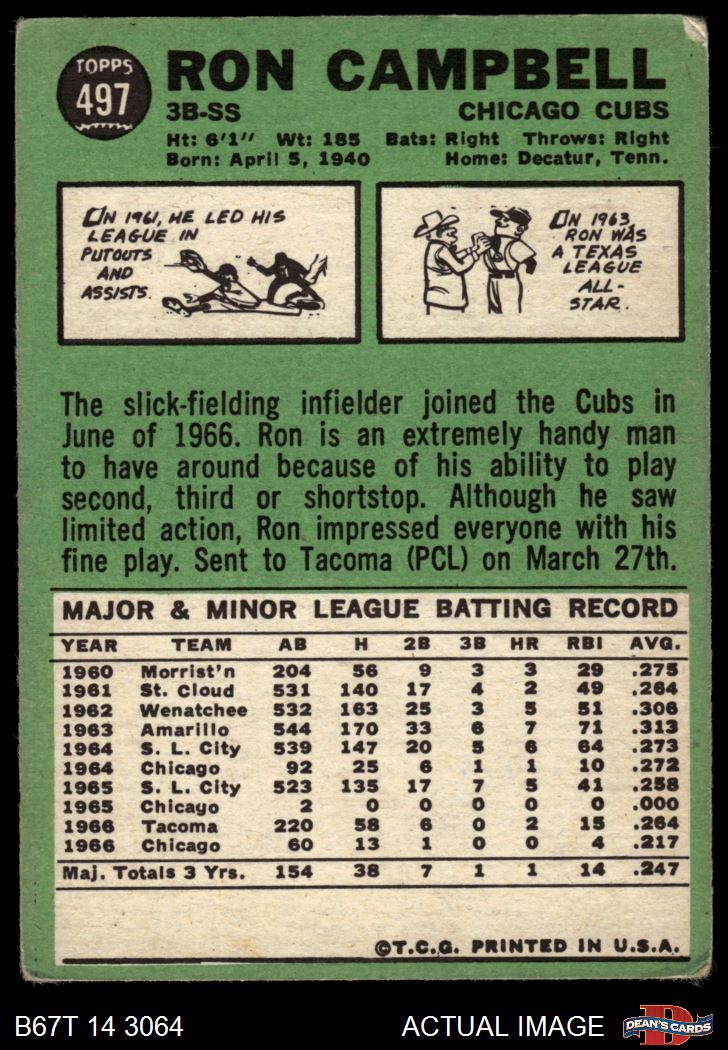 TOPPS
497
RON CAMPBELL
3B-SS CHICAGO CUBS
Ht: 6'1" Wt: 185 Bats: Right Throws: Right
Born: April 5, 1940 Home: Decatur, Tenn.
IN 1961, HE LED HIS
LEAGUE IN
PUTOUTS
AND
ASSISTS.
IN 1963,
RON WAS
A TEXAS
LEAGUE
ALL-
STAR.
The slick-fielding infielder joined the Cubs in
June of 1966. Ron is an extremely handy man
to have around because of his ability to play
second, third or shortstop. Although he saw
limited action, Ron impressed everyone with his
fine play. Sent to Tacoma (PCL) on March 27th.
MAJOR & MINOR LEAGUE BATTING RECORD
YEAR TEAM AB H 2B 3B HR RBI AVG.
1960 Morrist'n 204 56 9 3 3 29 .275
1961 St. Cloud 531 140 17 4 2 49 .264
1962 Wenatchee 532 163 25 3 5 51 .306
1963 Amarillo 544 170 33 6 7 71 .313
1964 S. L. City 539 147 20 5 6 64 .273
1964 Chicago 92 25 6 1 1 10 .272
1965 S. L. City 523 135 17 7 5 41 .258
1965 Chicago 2 0 0 0 0 0 .000
1966 Tacoma 220 58 6 0 2 15 .264
1966 Chicago 60 13 1 0 0 4 .217
Maj. Totals 3 Yrs. 154 38 7 1 1 14 .247
©T.C.G. PRINTED IN U.S.A.
B67T 14 3064 ACTUAL IMAGE
D
DEAN'S CARDS